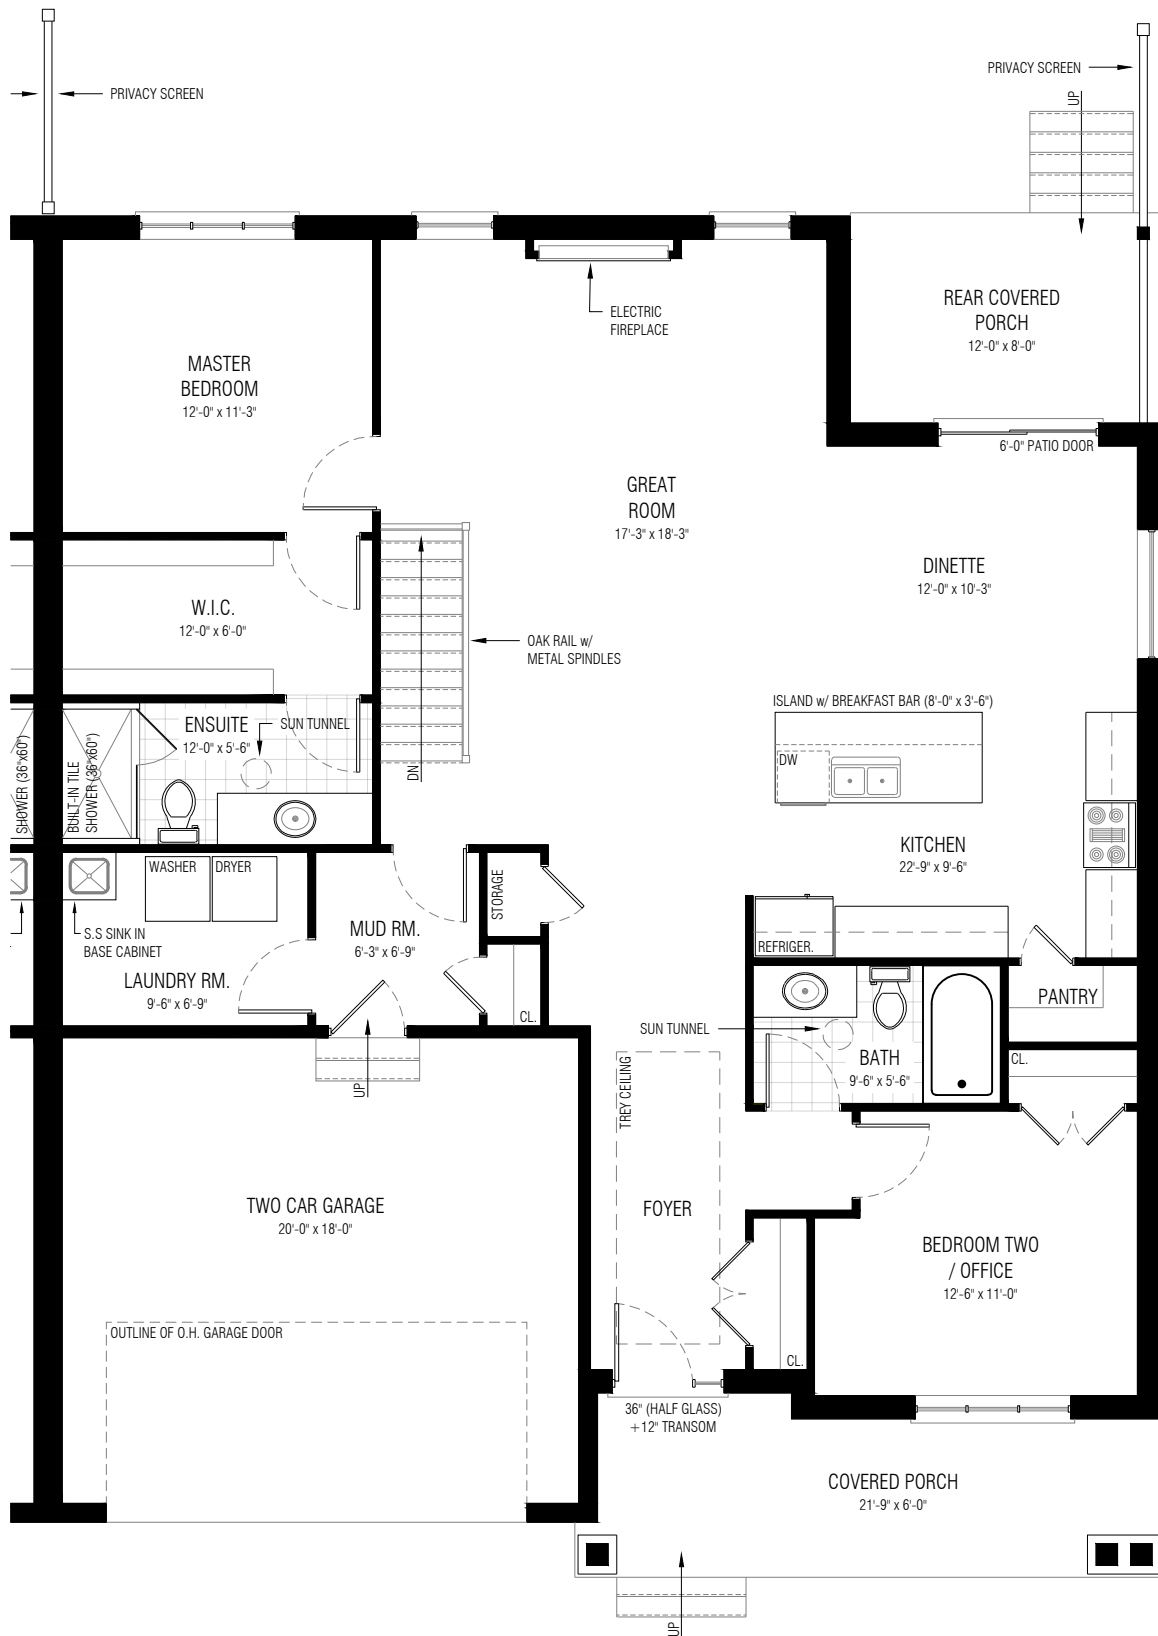 PRIVACY SCREEN
PRIVACY SCREEN
UP
REAR COVERED
PORCH
12'-0" x 8'-0"
ELECTRIC
FIREPLACE
MASTER
BEDROOM
12'-0" x 11'-3"
6'-0" PATIO DOOR
GREAT
ROOM
17'-3" x 18'-3"
DINETTE
12'-0" x 10'-3"
W.I.C.
12'-0" x 6'-0"
OAK RAIL w/
METAL SPINDLES
ISLAND w/ BREAKFAST BAR (8'-0" x 3'-6")
ENSUITE
12'-0" x 5'-6"
SUN TUNNEL
SHOWER (36"x60")
BUILT-IN TILE
SHOWER (36"x60")
DN
DW
KITCHEN
22'-9" x 9'-6"
WASHER
DRYER
STORAGE
S.S SINK IN
BASE CABINET
MUD RM.
6'-3" x 6'-9"
REFRIGER.
LAUNDRY RM.
9'-6" x 6'-9"
CL.
PANTRY
SUN TUNNEL
BATH
9'-6" x 5'-6"
CL.
UP
TREY CEILING
TWO CAR GARAGE
20'-0" x 18'-0"
FOYER
BEDROOM TWO
/ OFFICE
12'-6" x 11'-0"
OUTLINE OF O.H. GARAGE DOOR
CL.
36" (HALF GLASS)
+12" TRANSOM
COVERED PORCH
21'-9" x 6'-0"
UP